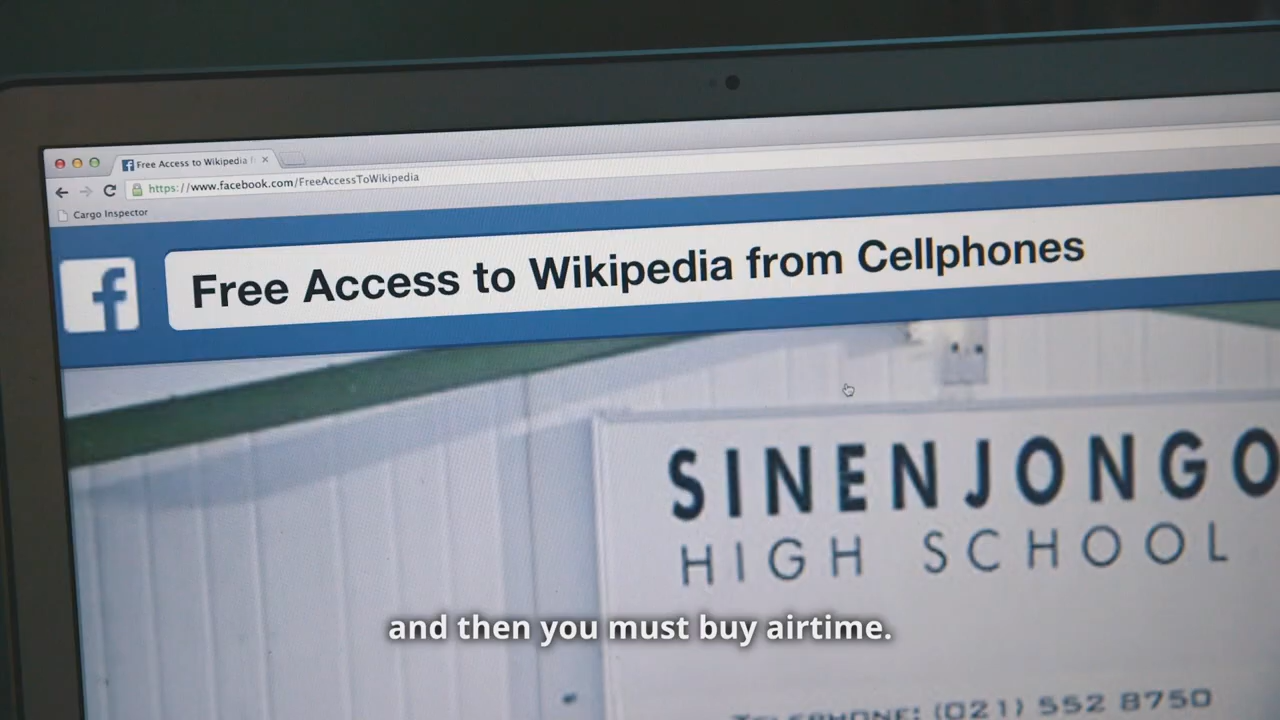 Free Access to Wikipedia f
https://www.facebook.com/FreeAccessToWikipedia
Cargo Inspector
Free Access to Wikipedia from Cellphones
SINENJONGO
HIGH SCHOOL
and then you must buy airtime.
TELEPHONE: (021) 552 8750